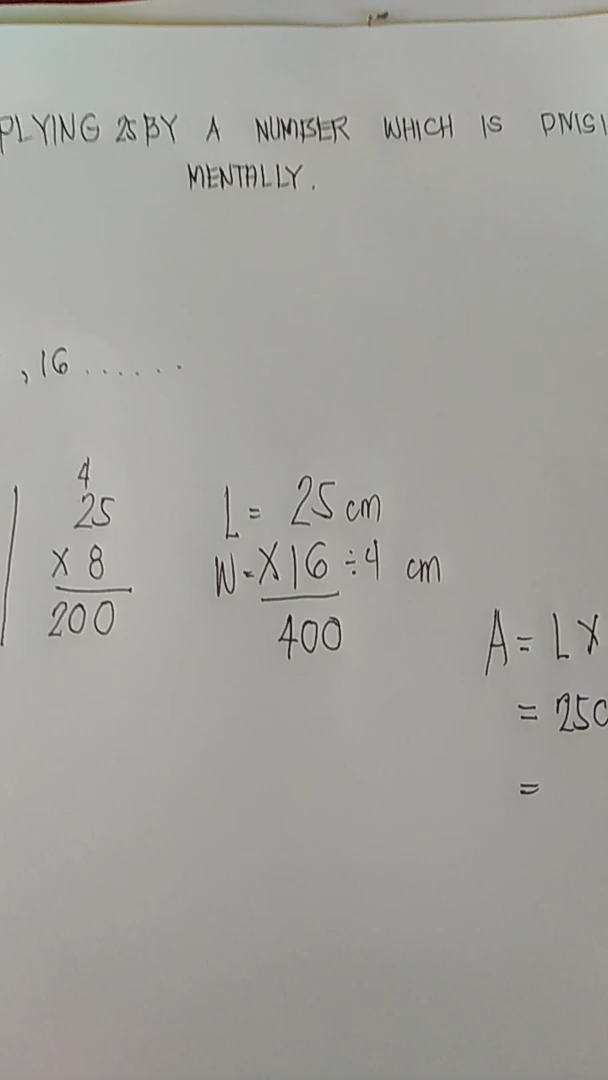 PLYING 25 BY A NUMBER WHICH IS DIVISI
MENTALLY.
, 16 . . . . . .
4
25
X 8
200
L = 25 cm
W = X 16 ÷ 4 cm
400
A = L X
= 25c
=